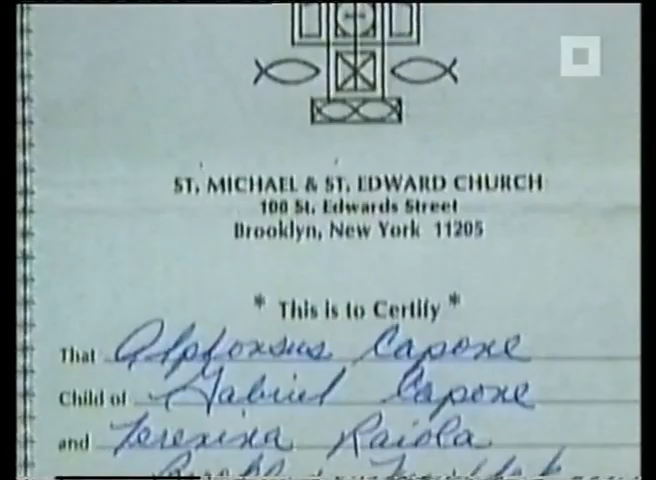 ST. MICHAEL & ST. EDWARD CHURCH
100 St. Edwards Street
Brooklyn, New York 11205
* This is to Certify *
That Alphonsus Capone
Child of Gabriel Capone
and Teresina Raiola